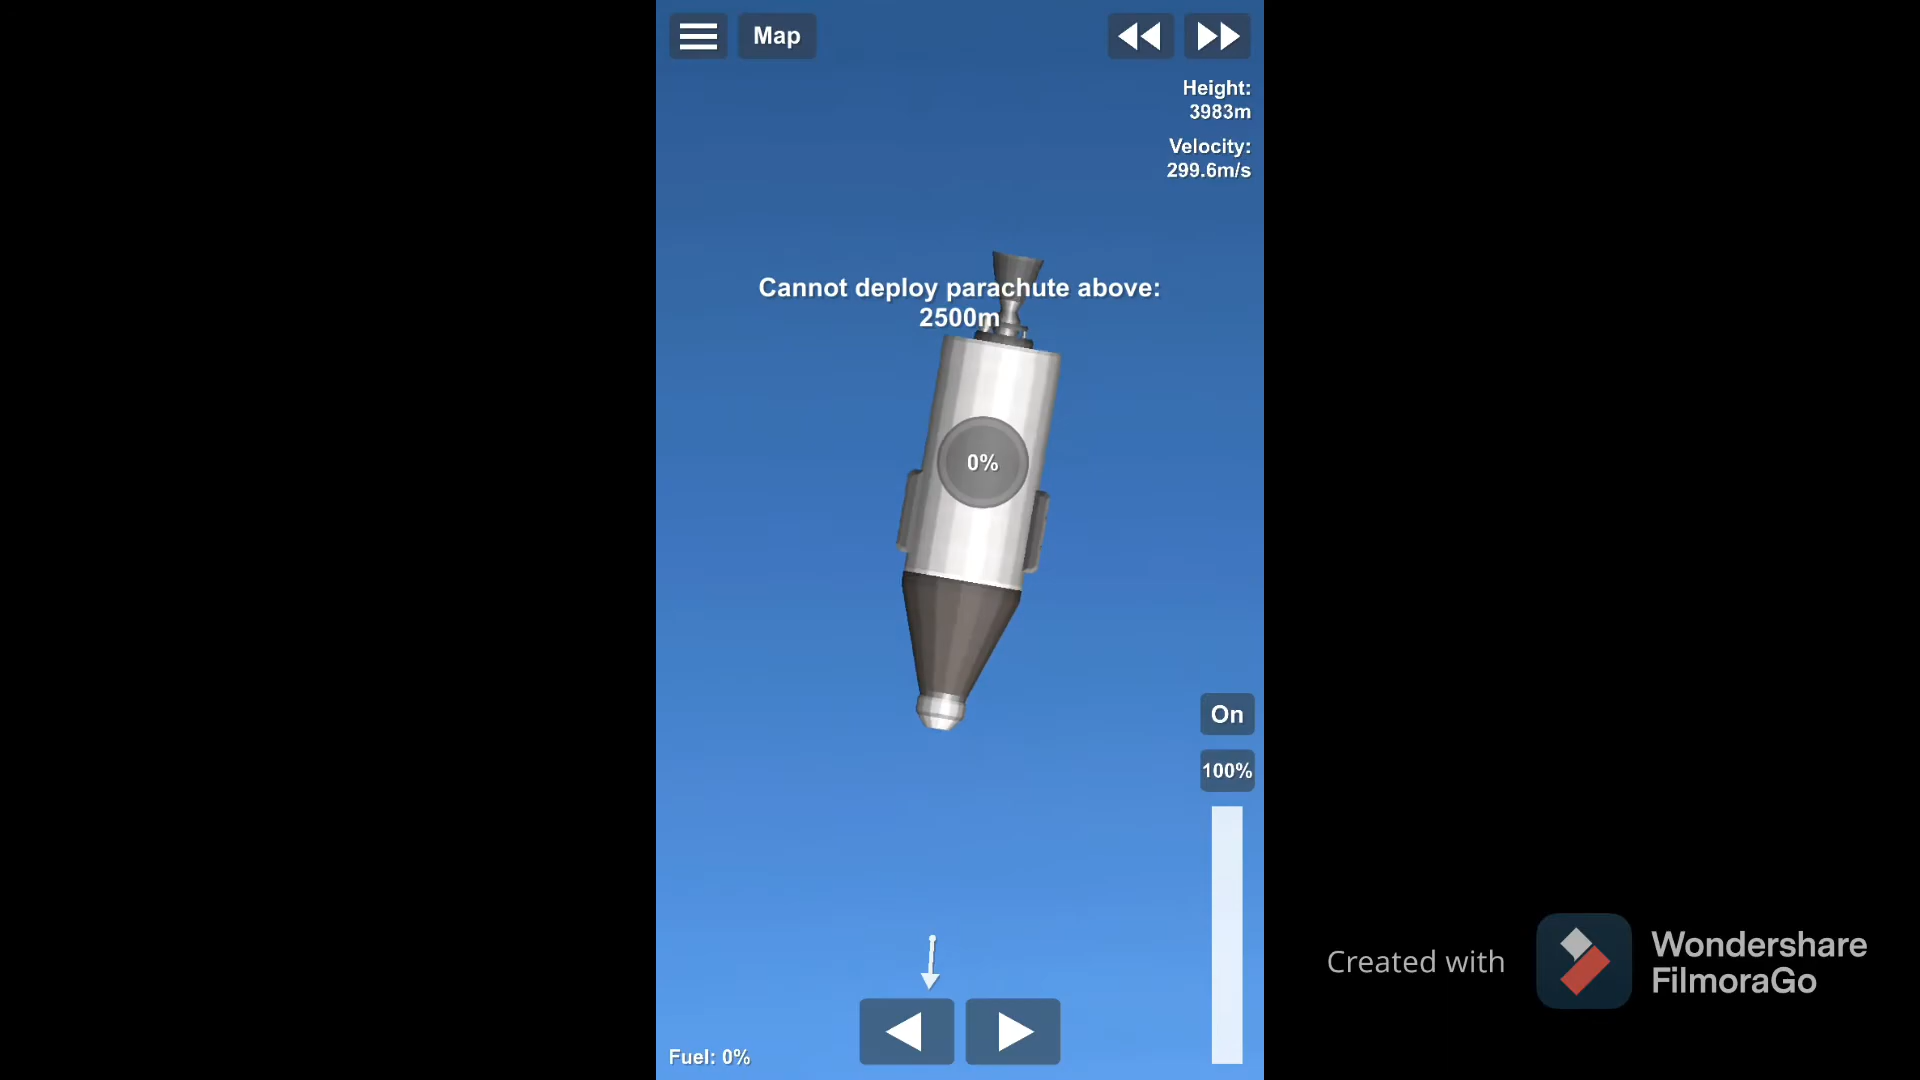 Map
Height:
3983m
Velocity:
299.6m/s
Cannot deploy parachute above:
2500m
0%
On
100%
Fuel: 0%
Created with
Wondershare
FilmoraGo